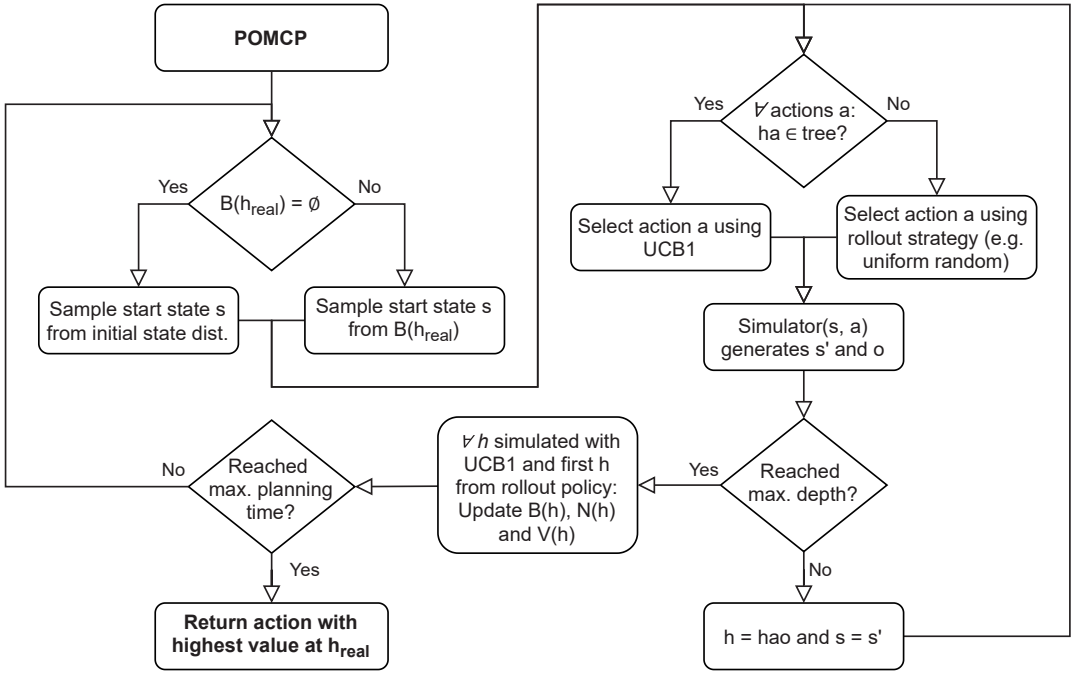 POMCP
Yes
B(h_real) = ∅
No
Sample start state s
from initial state dist.
Sample start state s
from B(h_real)
Yes
∀ actions a:
ha ∈ tree?
No
Select action a using
UCB1
Select action a using
rollout strategy (e.g.
uniform random)
Simulator(s, a)
generates s' and o
Reached
max. depth?
Yes
No
h = hao and s = s'
∀ h simulated with
UCB1 and first h
from rollout policy:
Update B(h), N(h)
and V(h)
Reached
max. planning
time?
No
Yes
Return action with
highest value at h_real